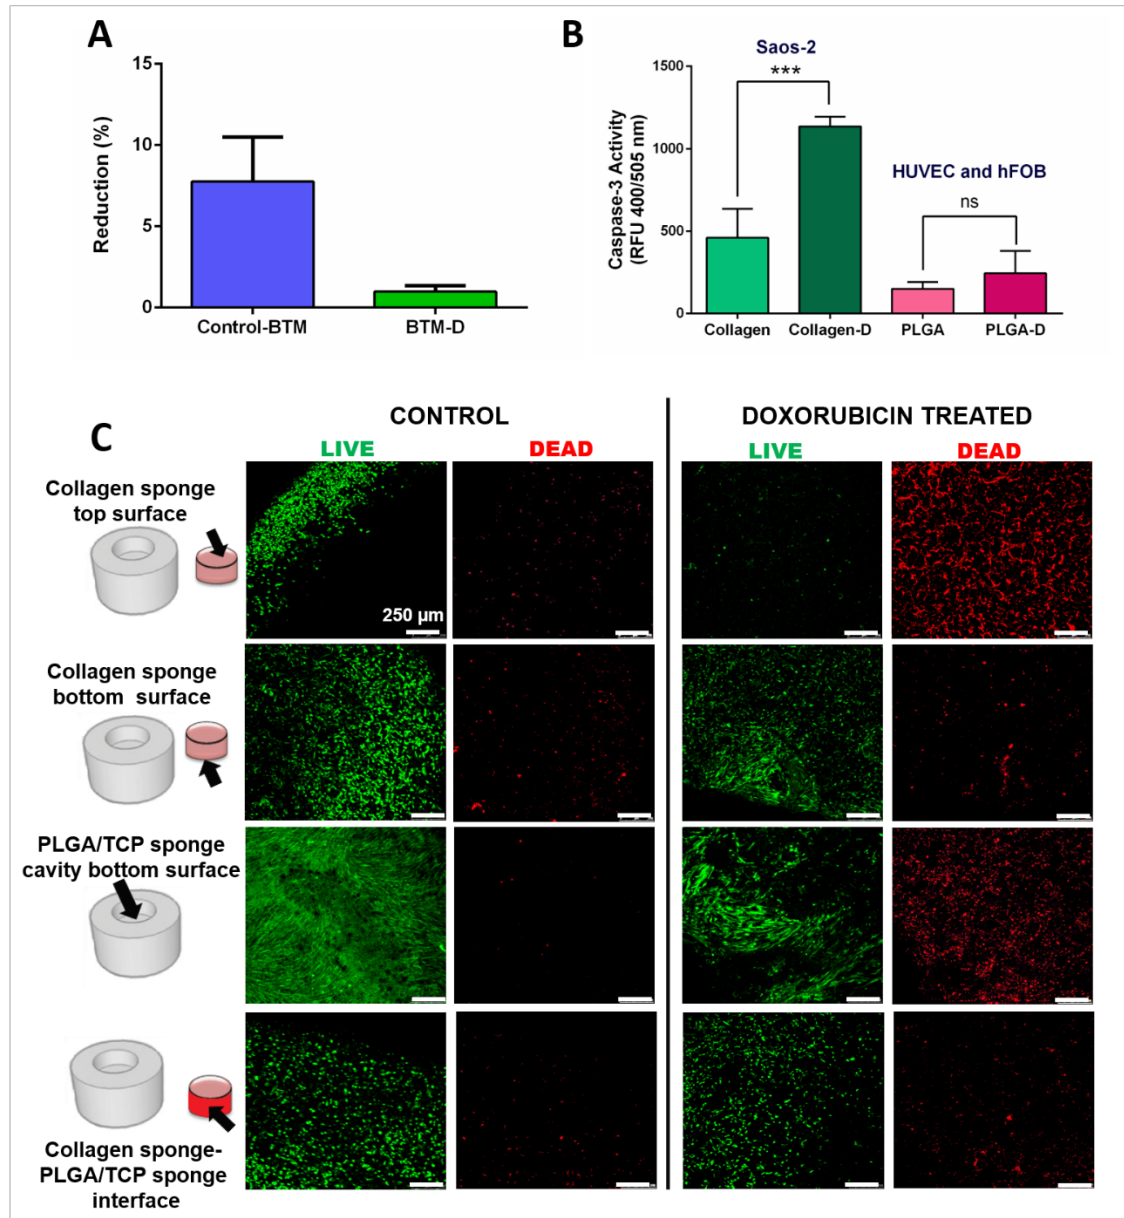 A
15
10
5
0
Reduction (%)
Control-BTM
BTM-D
B
Saos-2
***
1500
1000
500
0
Caspase-3 Activity
(RFU 400/505 nm)
HUVEC and hFOB
ns
Collagen
Collagen-D
PLGA
PLGA-D
C
CONTROL
DOXORUBICIN TREATED
LIVE
DEAD
LIVE
DEAD
Collagen sponge
top surface
250 µm
Collagen sponge
bottom surface
PLGA/TCP sponge
cavity bottom surface
Collagen sponge-
PLGA/TCP sponge
interface